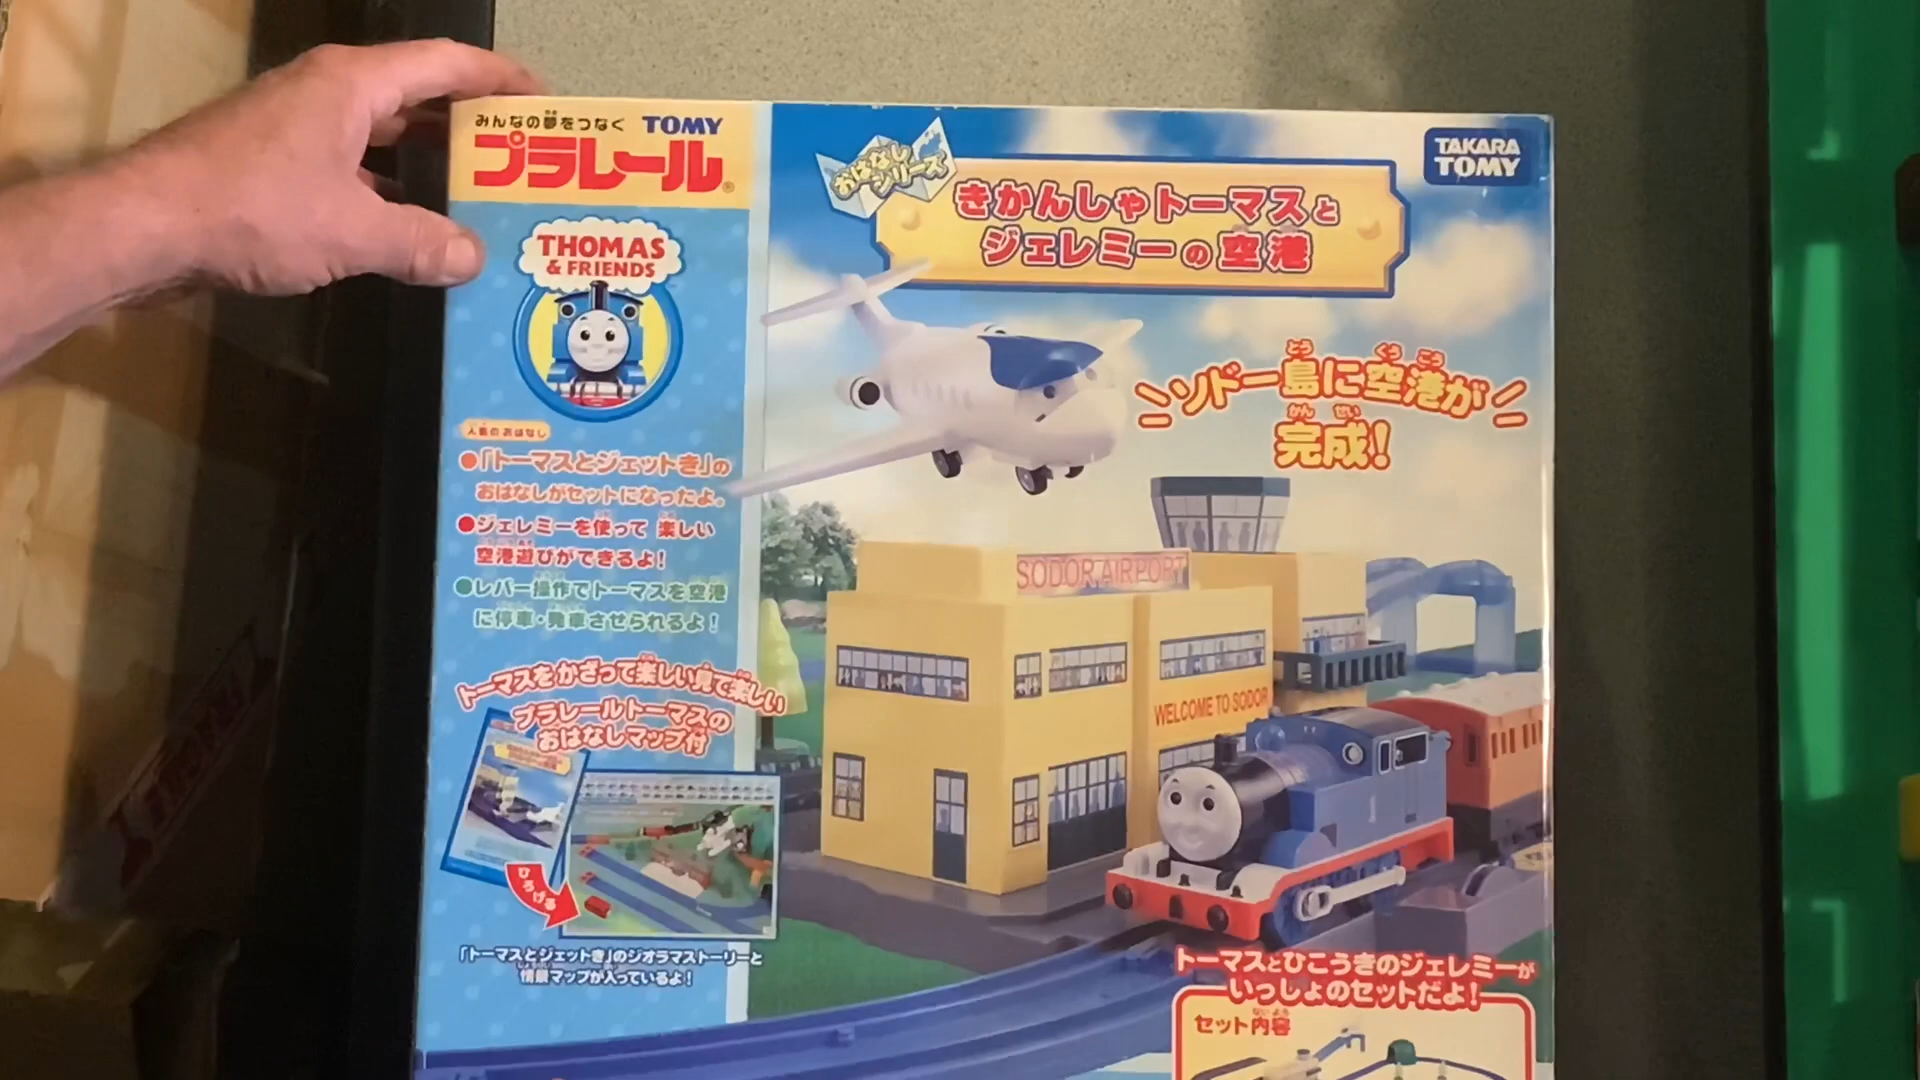 みんなの夢をつなぐ TOMY
プラレール
THOMAS
& FRIENDS
人気のおはなし
●「トーマスとジェットき」の
おはなしがセットになったよ。
●ジェレミーを使って 楽しい
空港遊びができるよ!
●レバー操作でトーマスを空港
に停車・発車させられるよ!
トーマスをかざって楽しい見て楽しい
プラレールトーマスの
おはなしマップ付
ひろげる
「トーマスとジェットき」のジオラマストーリーと
情景マップが入っているよ!
おはなし
シリーズ
きかんしゃトーマスと
ジェレミーの空港
TAKARA
TOMY
ソドー島に空港が
完成!
SODOR AIRPORT
WELCOME TO SODOR
1
トーマスとひこうきのジェレミーが
いっしょのセットだよ!
セット内容